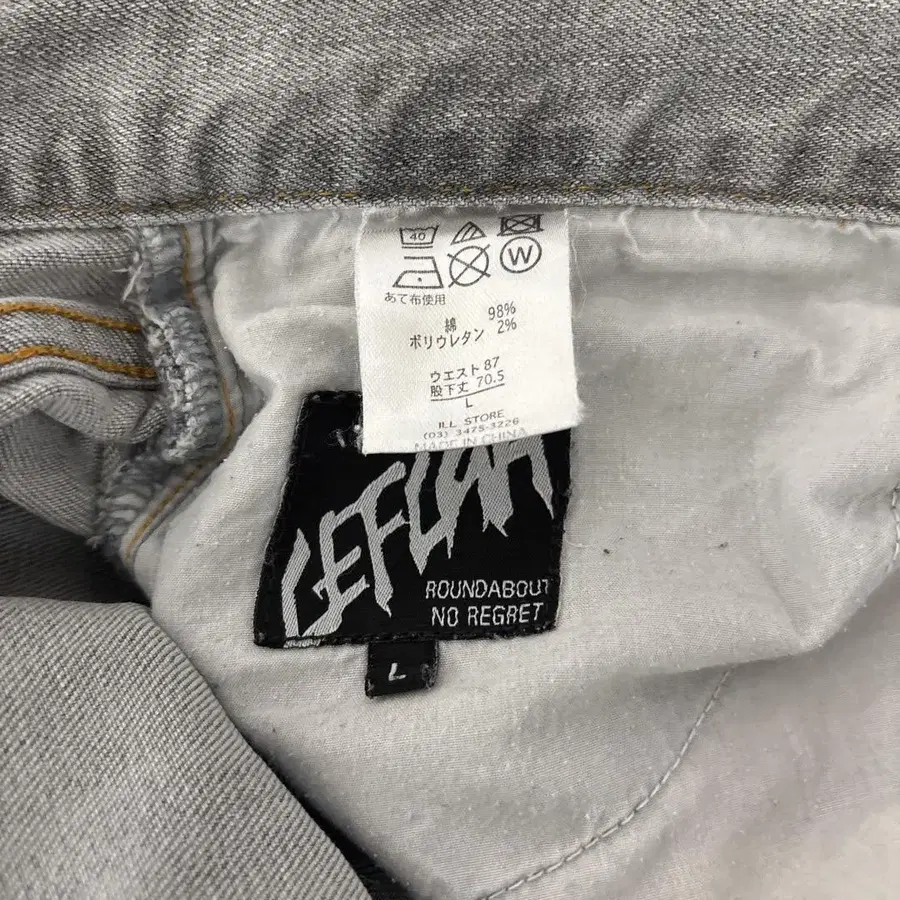 40
W
あて布使用
綿 98%
ポリウレタン 2%
ウエスト 87
股下丈 70.5
L
ILL STORE
(03) 3475-3226
MADE IN CHINA
LEFLAH
ROUNDABOUT
NO REGRET
L